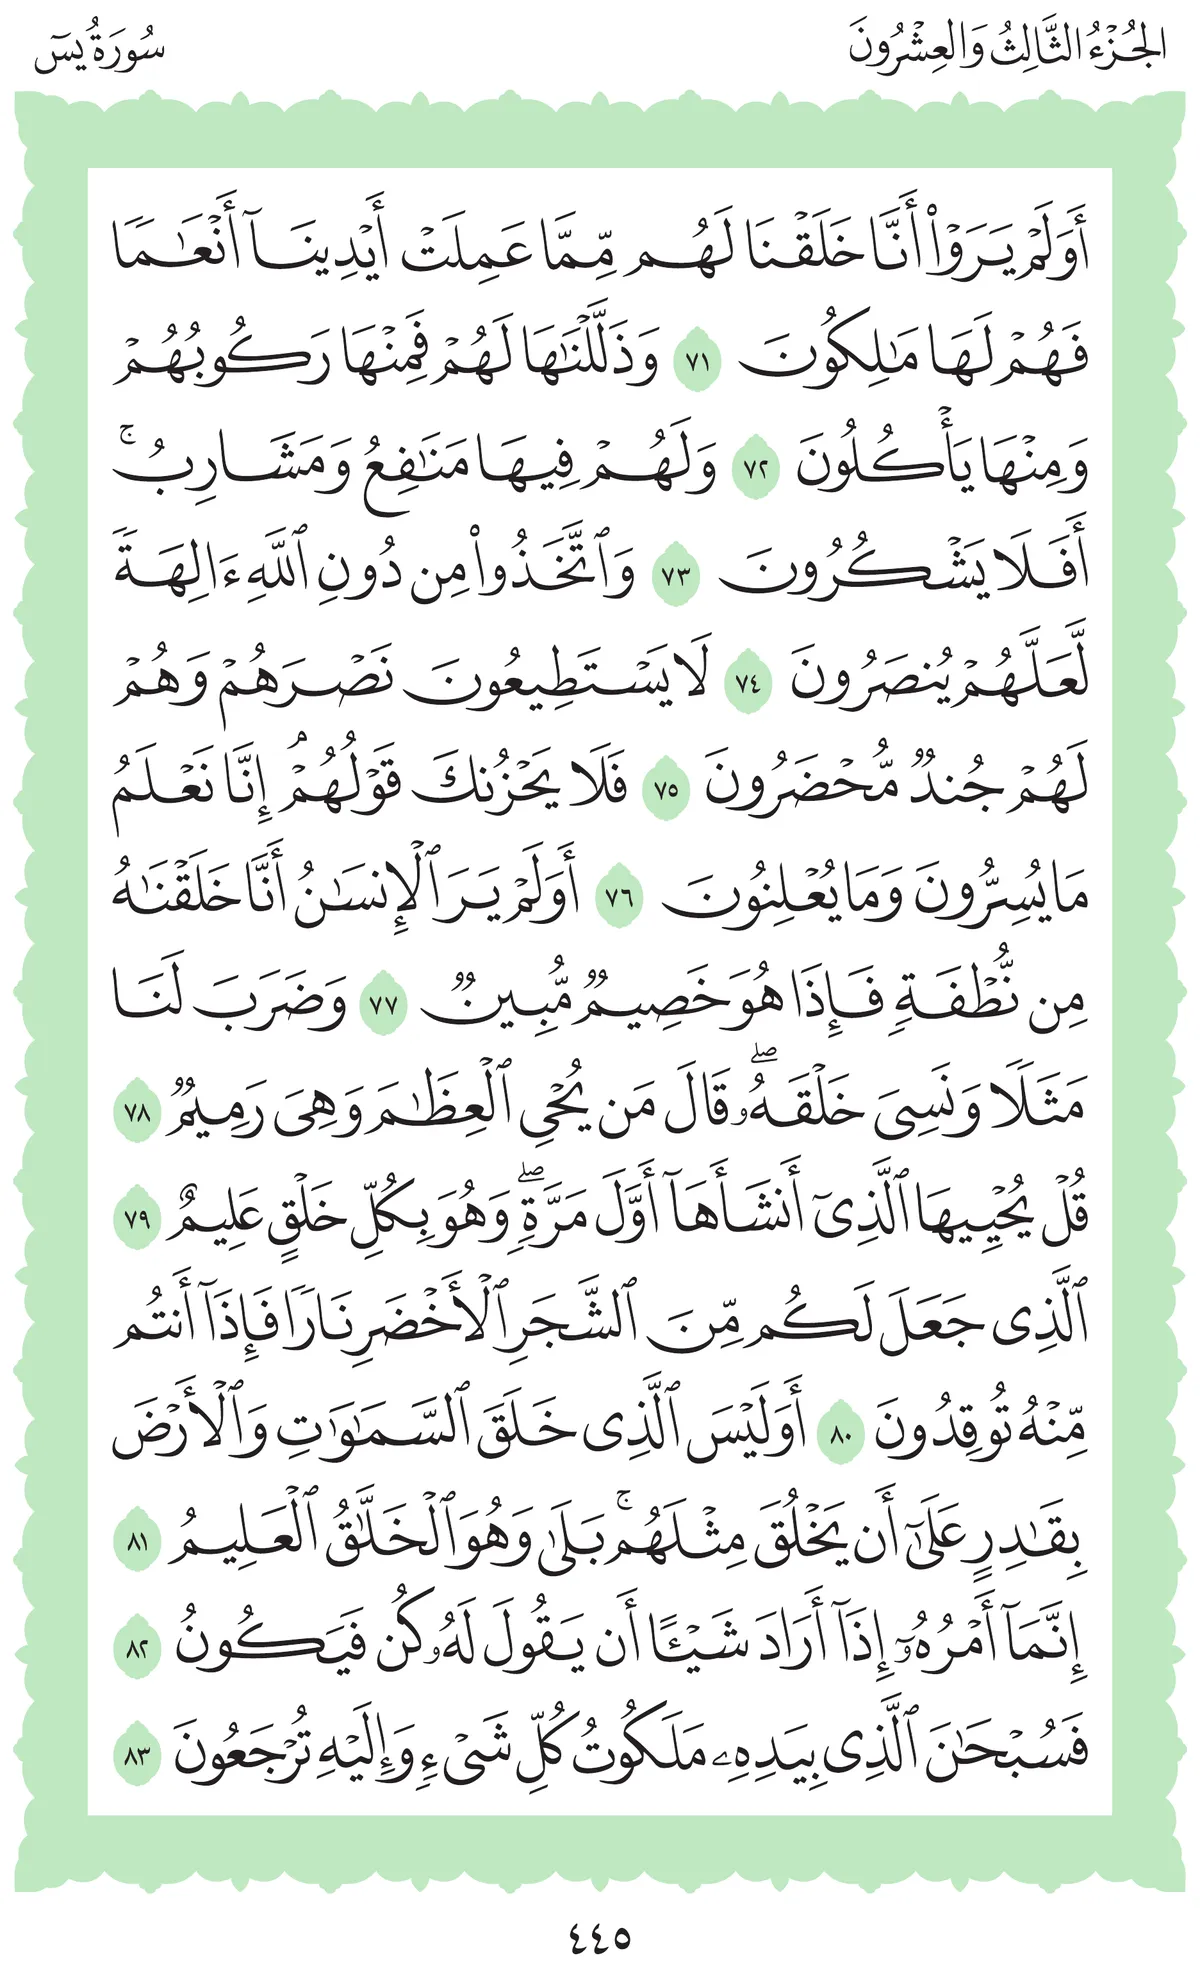 الجُزْءُ الثَّالِثُ وَالعِشْرُونَ
سُورَةُ يسٓ
أَوَلَمْ يَرَوْا۟ أَنَّا خَلَقْنَا لَهُم مِّمَّا عَمِلَتْ أَيْدِينَآ أَنْعَـٰمًا
فَهُمْ لَهَا مَـٰلِكُونَ ٧١ وَذَلَّلْنَـٰهَا لَهُمْ فَمِنْهَا رَكُوبُهُمْ
وَمِنْهَا يَأْكُلُونَ ٧٢ وَلَهُمْ فِيهَا مَنَـٰفِعُ وَمَشَارِبُ ۚ
أَفَلَا يَشْكُرُونَ ٧٣ وَٱتَّخَذُوا۟ مِن دُونِ ٱللَّهِ ءَالِهَةً
لَّعَلَّهُمْ يُنصَرُونَ ٧٤ لَا يَسْتَطِيعُونَ نَصْرَهُمْ وَهُمْ
لَهُمْ جُندٌ مُّحْضَرُونَ ٧٥ فَلَا يَحْزُنكَ قَوْلُهُمْ ۘ إِنَّا نَعْلَمُ
مَا يُسِرُّونَ وَمَا يُعْلِنُونَ ٧٦ أَوَلَمْ يَرَ ٱلْإِنسَـٰنُ أَنَّا خَلَقْنَـٰهُ
مِن نُّطْفَةٍ فَإِذَا هُوَ خَصِيمٌ مُّبِينٌ ٧٧ وَضَرَبَ لَنَا
مَثَلًا وَنَسِىَ خَلْقَهُۥ ۖ قَالَ مَن يُحْىِ ٱلْعِظَـٰمَ وَهِىَ رَمِيمٌ ٧٨
قُلْ يُحْيِيهَا ٱلَّذِىٓ أَنشَأَهَآ أَوَّلَ مَرَّةٍ ۖ وَهُوَ بِكُلِّ خَلْقٍ عَلِيمٌ ٧٩
ٱلَّذِى جَعَلَ لَكُم مِّنَ ٱلشَّجَرِ ٱلْأَخْضَرِ نَارًا فَإِذَآ أَنتُم
مِّنْهُ تُوقِدُونَ ٨٠ أَوَلَيْسَ ٱلَّذِى خَلَقَ ٱلسَّمَـٰوَٰتِ وَٱلْأَرْضَ
بِقَـٰدِرٍ عَلَىٰٓ أَن يَخْلُقَ مِثْلَهُم ۚ بَلَىٰ وَهُوَ ٱلْخَلَّـٰقُ ٱلْعَلِيمُ ٨١
إِنَّمَآ أَمْرُهُۥٓ إِذَآ أَرَادَ شَيْـًٔا أَن يَقُولَ لَهُۥ كُن فَيَكُونُ ٨٢
فَسُبْحَـٰنَ ٱلَّذِى بِيَدِهِۦ مَلَكُوتُ كُلِّ شَىْءٍ وَإِلَيْهِ تُرْجَعُونَ ٨٣
٤٤٥